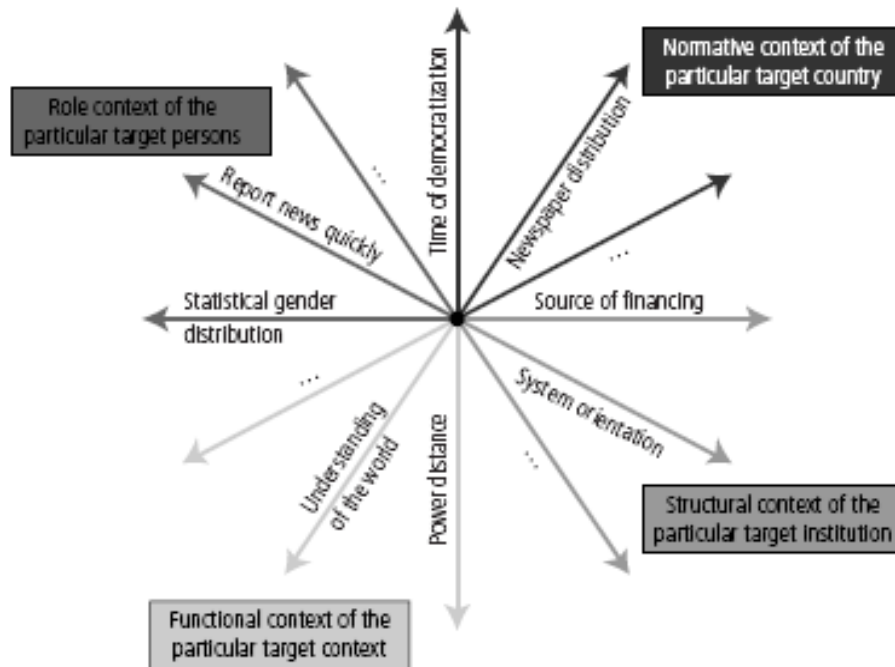 Normative context of the
particular target country
Role context of the
particular target persons
Time of democratization
Newspaper distribution
...
Report news quickly
...
Statistical gender
distribution
Source of financing
...
Understanding
of the world
Power distance
System orientation
...
Structural context of the
particular target institution
Functional context of the
particular target context